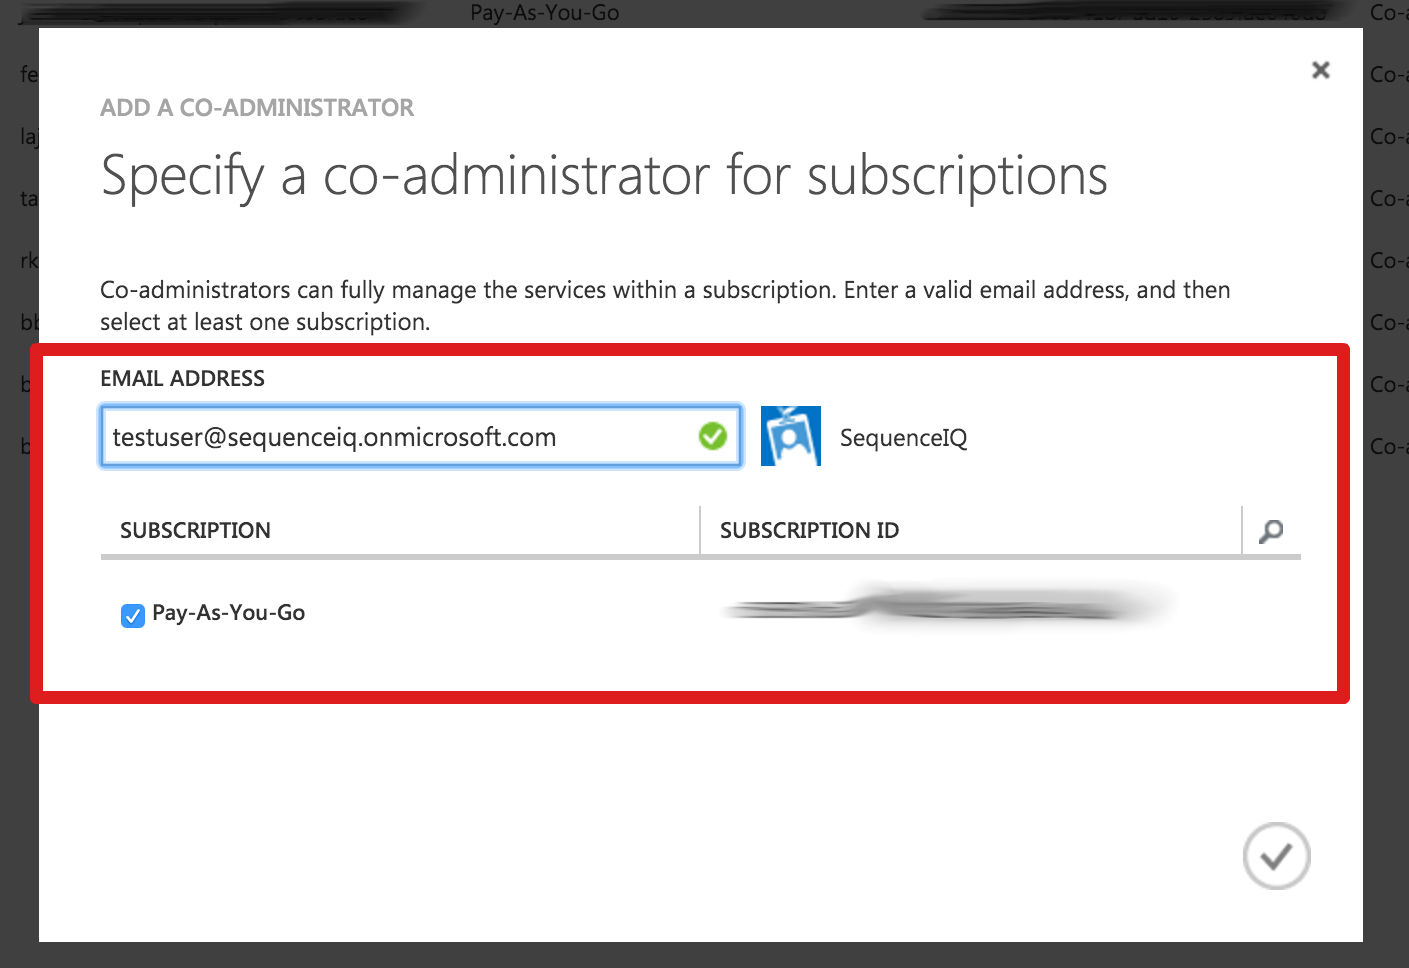 Pay-As-You-Go
ADD A CO-ADMINISTRATOR
Specify a co-administrator for subscriptions
Co-administrators can fully manage the services within a subscription. Enter a valid email address, and then
select at least one subscription.
EMAIL ADDRESS
testuser@sequenceiq.onmicrosoft.com
SequenceIQ
SUBSCRIPTION
SUBSCRIPTION ID
Pay-As-You-Go